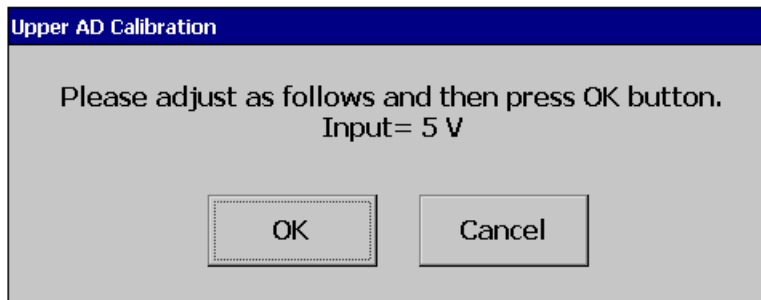 Upper AD Calibration
Please adjust as follows and then press OK button.
Input= 5 V
OK
Cancel